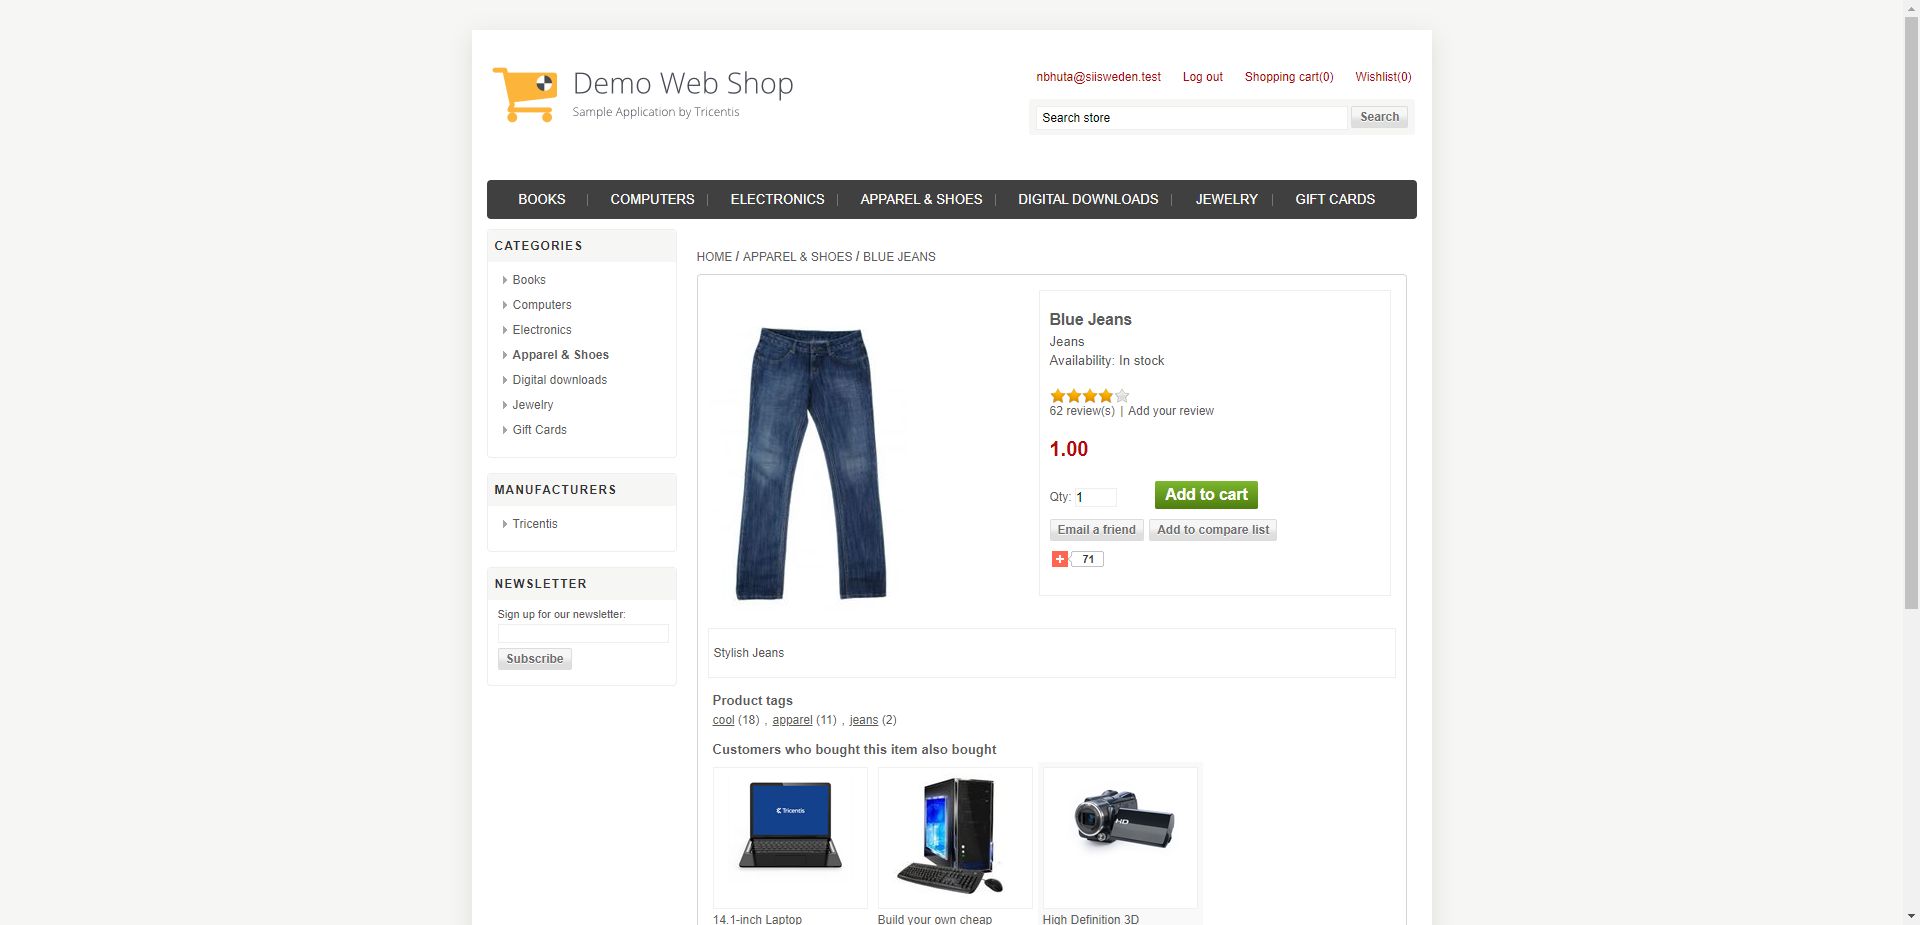 Demo Web Shop
Sample Application by Tricentis
nbhuta@siisweden.test Log out Shopping cart(0) Wishlist(0)
Search store Search
BOOKS COMPUTERS ELECTRONICS APPAREL & SHOES DIGITAL DOWNLOADS JEWELRY GIFT CARDS
CATEGORIES
Books
Computers
Electronics
Apparel & Shoes
Digital downloads
Jewelry
Gift Cards
MANUFACTURERS
Tricentis
NEWSLETTER
Sign up for our newsletter:
Subscribe
HOME / APPAREL & SHOES / BLUE JEANS
Blue Jeans
Jeans
Availability: In stock
62 review(s) | Add your review
1.00
Qty: 1 Add to cart
Email a friend Add to compare list
+ 71
Stylish Jeans
Product tags
cool (18) , apparel (11) , jeans (2)
Customers who bought this item also bought
Tricentis
HD
14.1-inch Laptop Build your own cheap High Definition 3D